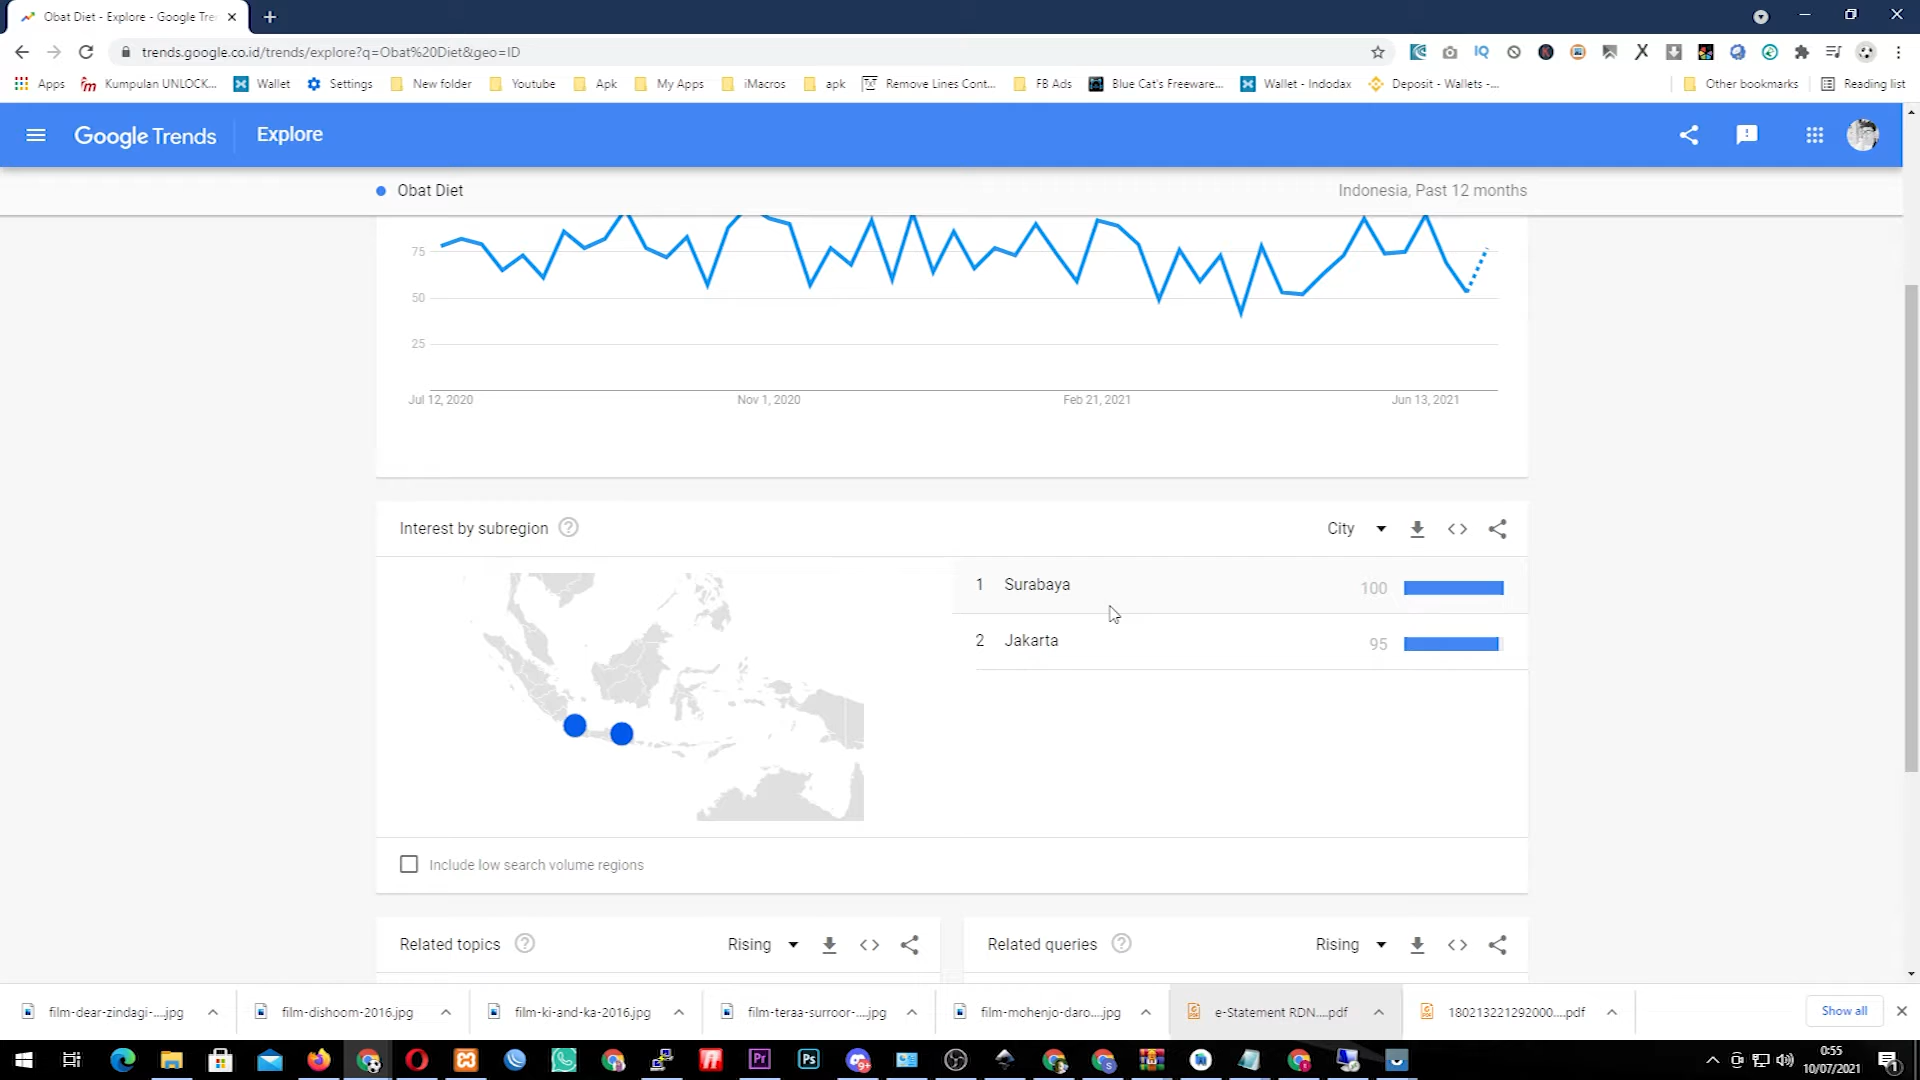 Obat Diet - Explore - Google Tre
trends.google.co.id/trends/explore?q=Obat%20Diet&geo=ID
Apps
Kumpulan UNLOCK...
Wallet
Settings
New folder
Youtube
Apk
My Apps
iMacros
apk
Remove Lines Cont...
FB Ads
Blue Cat's Freeware...
Wallet - Indodax
Deposit - Wallets -...
Other bookmarks
Reading list
Google Trends
Explore
Obat Diet
Indonesia, Past 12 months
75
50
25
Jul 12, 2020
Nov 1, 2020
Feb 21, 2021
Jun 13, 2021
Interest by subregion
City
1 Surabaya 100
2 Jakarta 95
Include low search volume regions
Related topics
Rising
Related queries
Rising
film-dear-zindagi-....jpg
film-dishoom-2016.jpg
film-ki-and-ka-2016.jpg
film-teraa-surroor-....jpg
film-mohenjo-daro....jpg
e-Statement RDN....pdf
180213221292000....pdf
Show all
0:55
10/07/2021